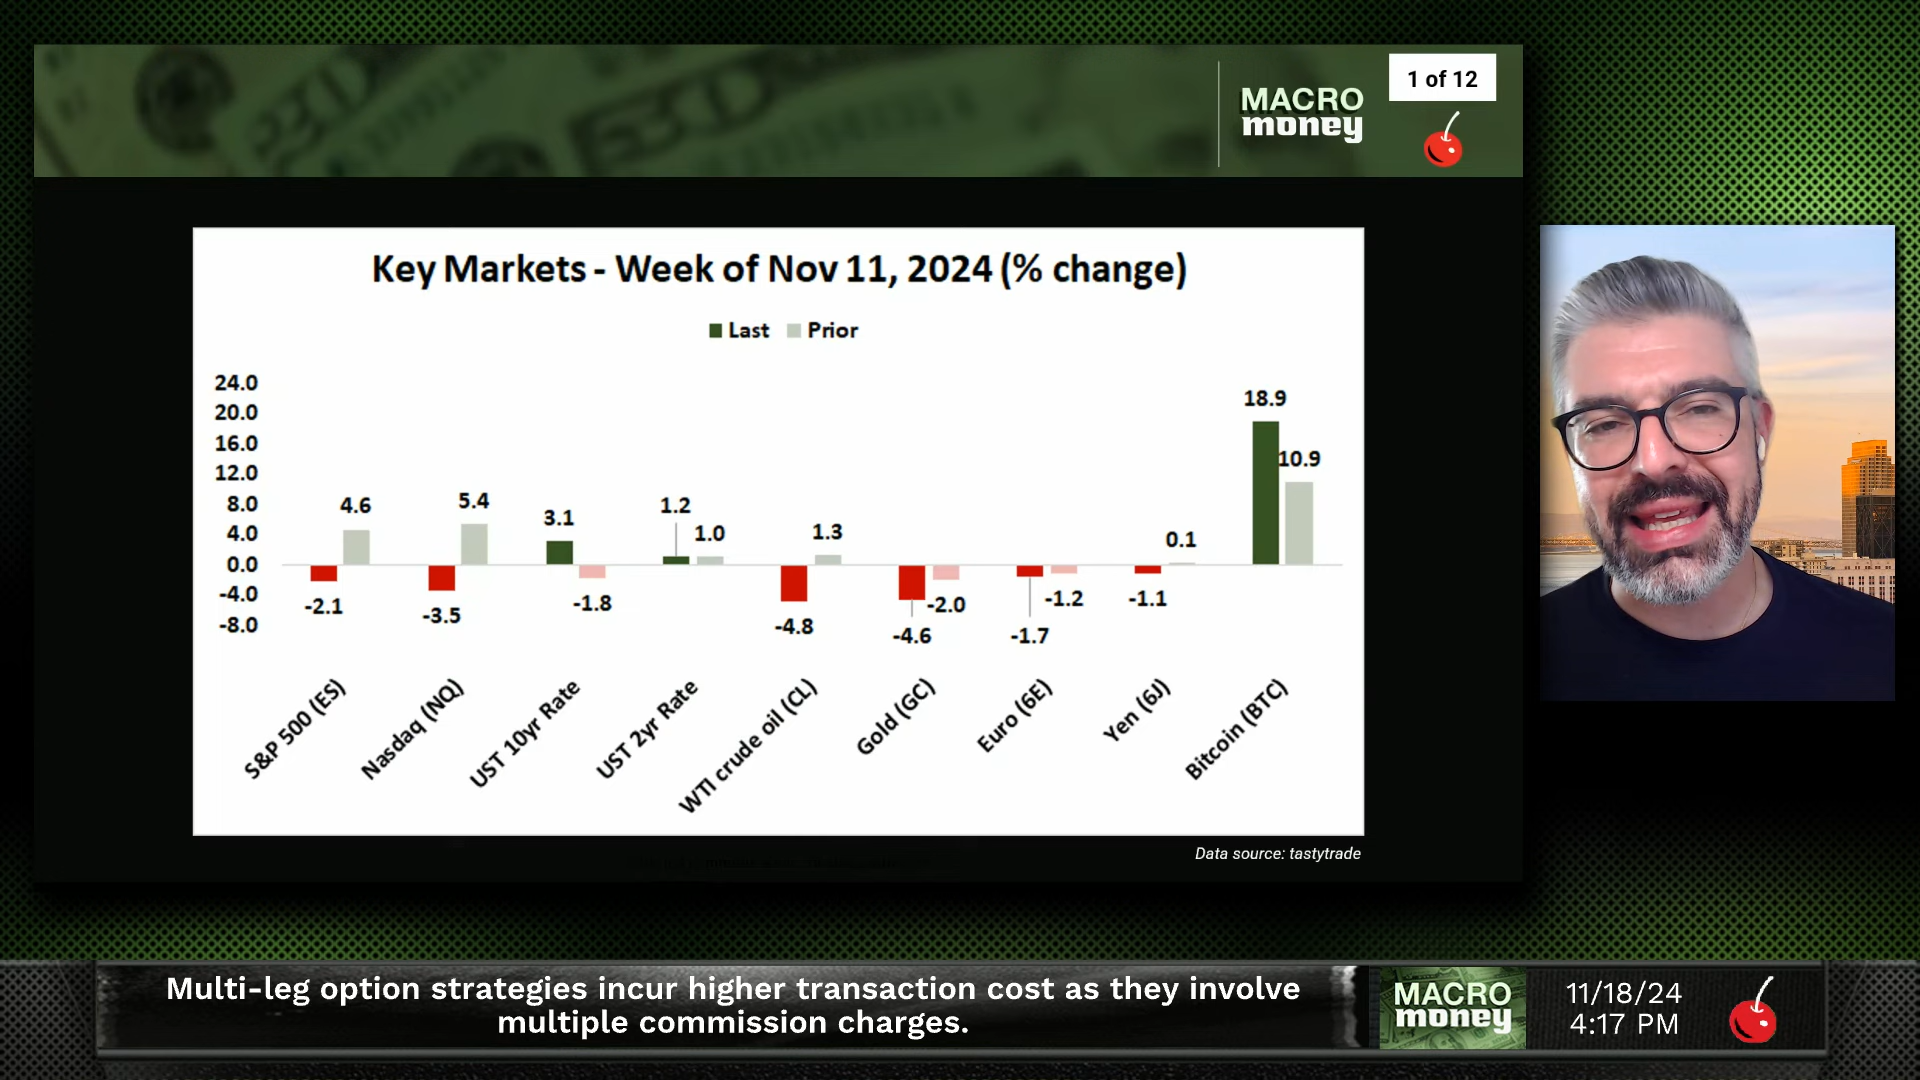 MACRO
money
1 of 12
Key Markets - Week of Nov 11, 2024 (% change)
Last Prior
24.0
20.0
16.0
12.0
8.0
4.0
0.0
-4.0
-8.0
-2.1
4.6
-3.5
5.4
3.1
-1.8
1.2
1.0
-4.8
1.3
-4.6
-2.0
-1.7
-1.2
-1.1
0.1
18.9
10.9
S&P 500 (ES)
Nasdaq (NQ)
UST 10yr Rate
UST 2yr Rate
WTI crude oil (CL)
Gold (GC)
Euro (6E)
Yen (6J)
Bitcoin (BTC)
Data source: tastytrade
Multi-leg option strategies incur higher transaction cost as they involve
multiple commission charges.
MACRO
money
11/18/24
4:17 PM